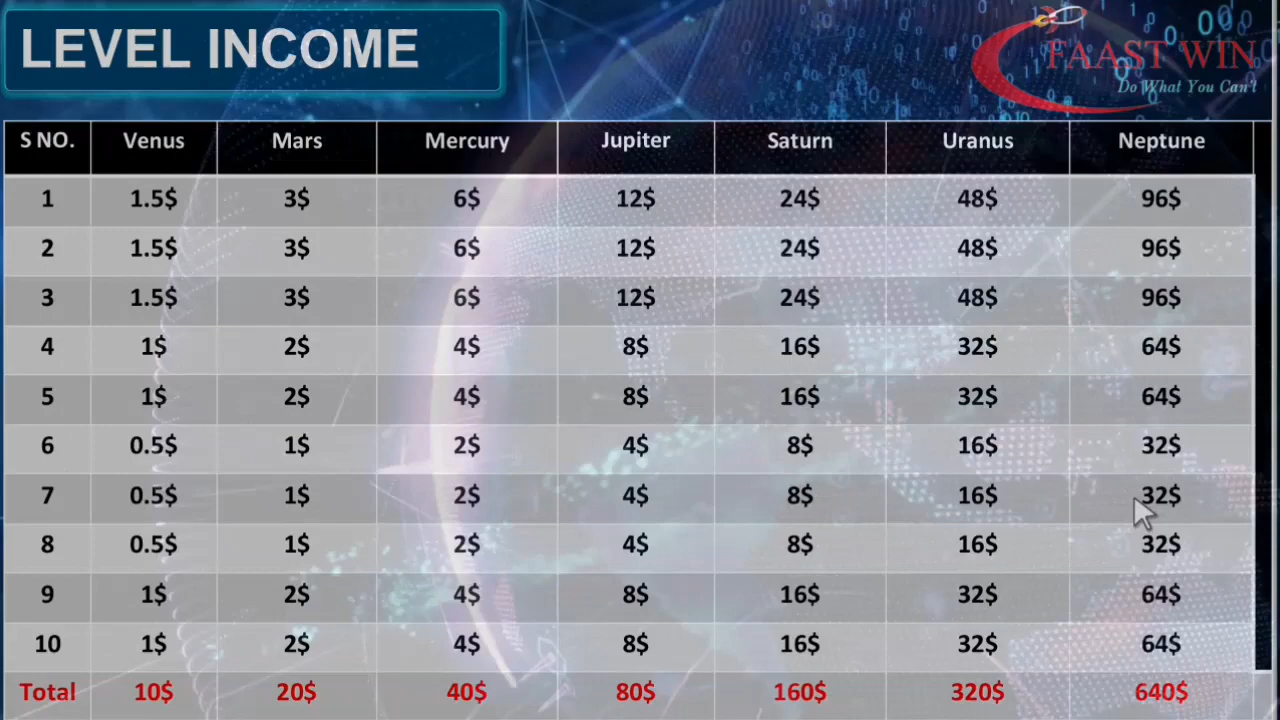 LEVEL INCOME
FAAST WIN
Do What You Can't
S NO. Venus Mars Mercury Jupiter Saturn Uranus Neptune
1 1.5$ 3$ 6$ 12$ 24$ 48$ 96$
2 1.5$ 3$ 6$ 12$ 24$ 48$ 96$
3 1.5$ 3$ 6$ 12$ 24$ 48$ 96$
4 1$ 2$ 4$ 8$ 16$ 32$ 64$
5 1$ 2$ 4$ 8$ 16$ 32$ 64$
6 0.5$ 1$ 2$ 4$ 8$ 16$ 32$
7 0.5$ 1$ 2$ 4$ 8$ 16$ 32$
8 0.5$ 1$ 2$ 4$ 8$ 16$ 32$
9 1$ 2$ 4$ 8$ 16$ 32$ 64$
10 1$ 2$ 4$ 8$ 16$ 32$ 64$
Total 10$ 20$ 40$ 80$ 160$ 320$ 640$